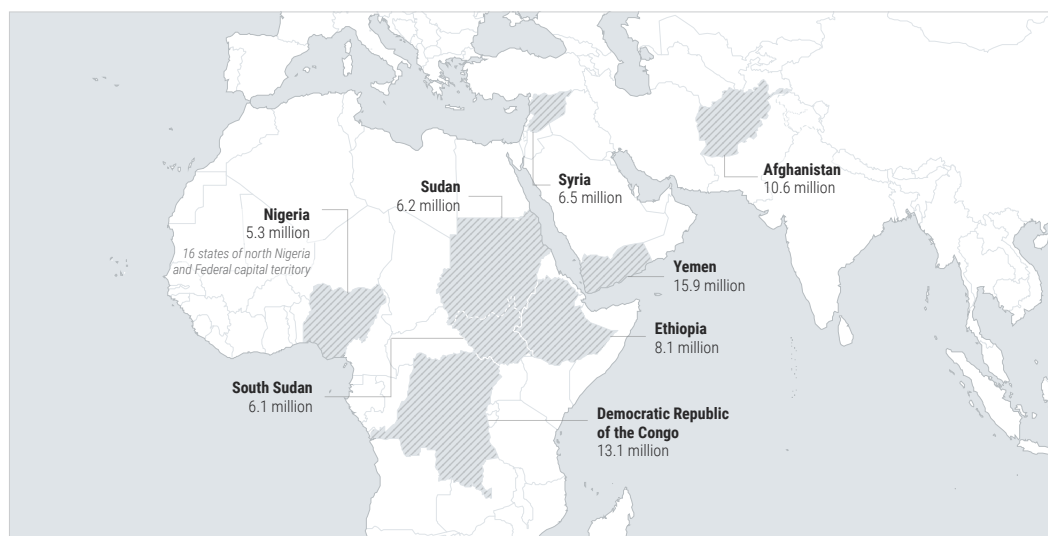 Afghanistan
10.6 million
Syria
6.5 million
Sudan
6.2 million
Nigeria
5.3 million
16 states of north Nigeria
and Federal capital territory
Yemen
15.9 million
Ethiopia
8.1 million
South Sudan
6.1 million
Democratic Republic
of the Congo
13.1 million